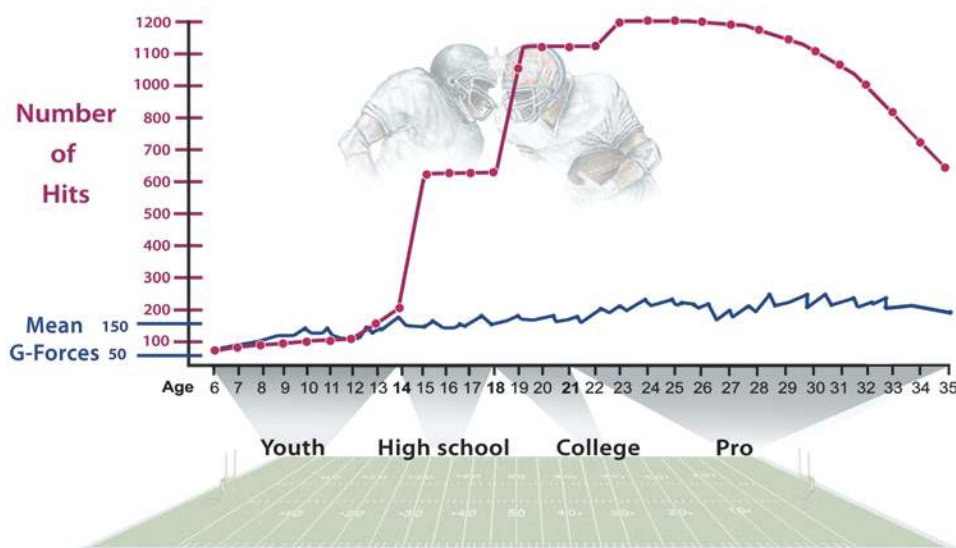 1200
1100
1000
800
700
600
500
400
300
200
100
Number
of
Hits
Mean 150
G-Forces 50
Age 6 7 8 9 10 11 12 13 14 15 16 17 18 19 20 21 22 23 24 25 26 27 28 29 30 31 32 33 34 35
Youth High school College Pro
50